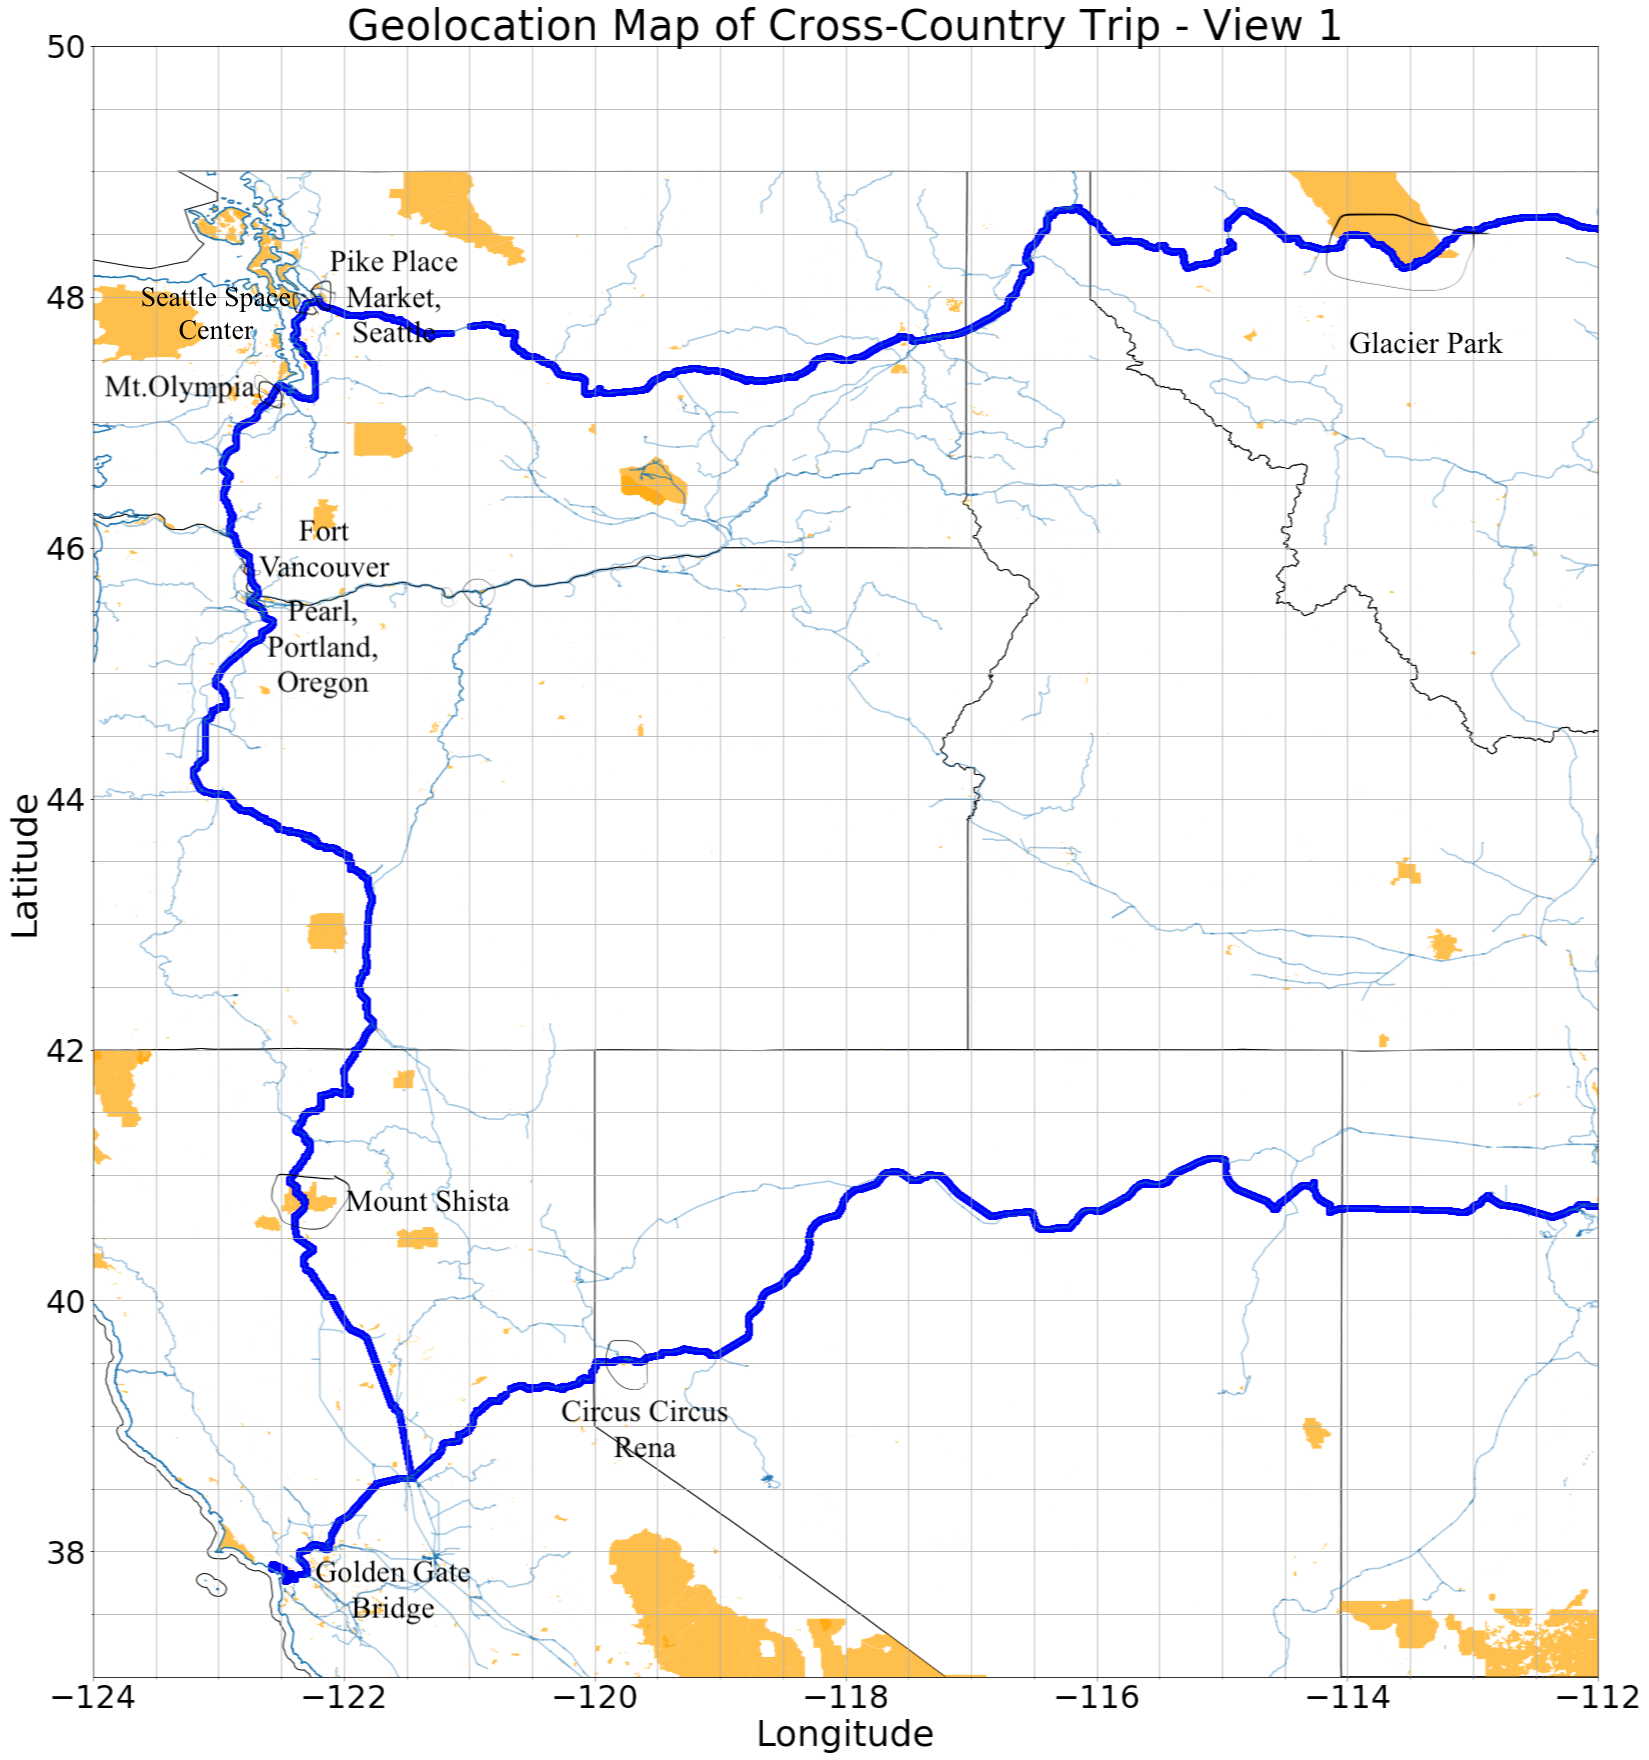 Geolocation Map of Cross-Country Trip - View 1
50
48
46
44
42
40
38
Latitude
Pike Place
Market,
Seattle
Seattle Space
Center
Mt.Olympia
Glacier Park
Fort
Vancouver
Pearl,
Portland,
Oregon
Mount Shista
Circus Circus
Rena
Golden Gate
Bridge
−124
−122
−120
−118
−116
−114
−112
Longitude